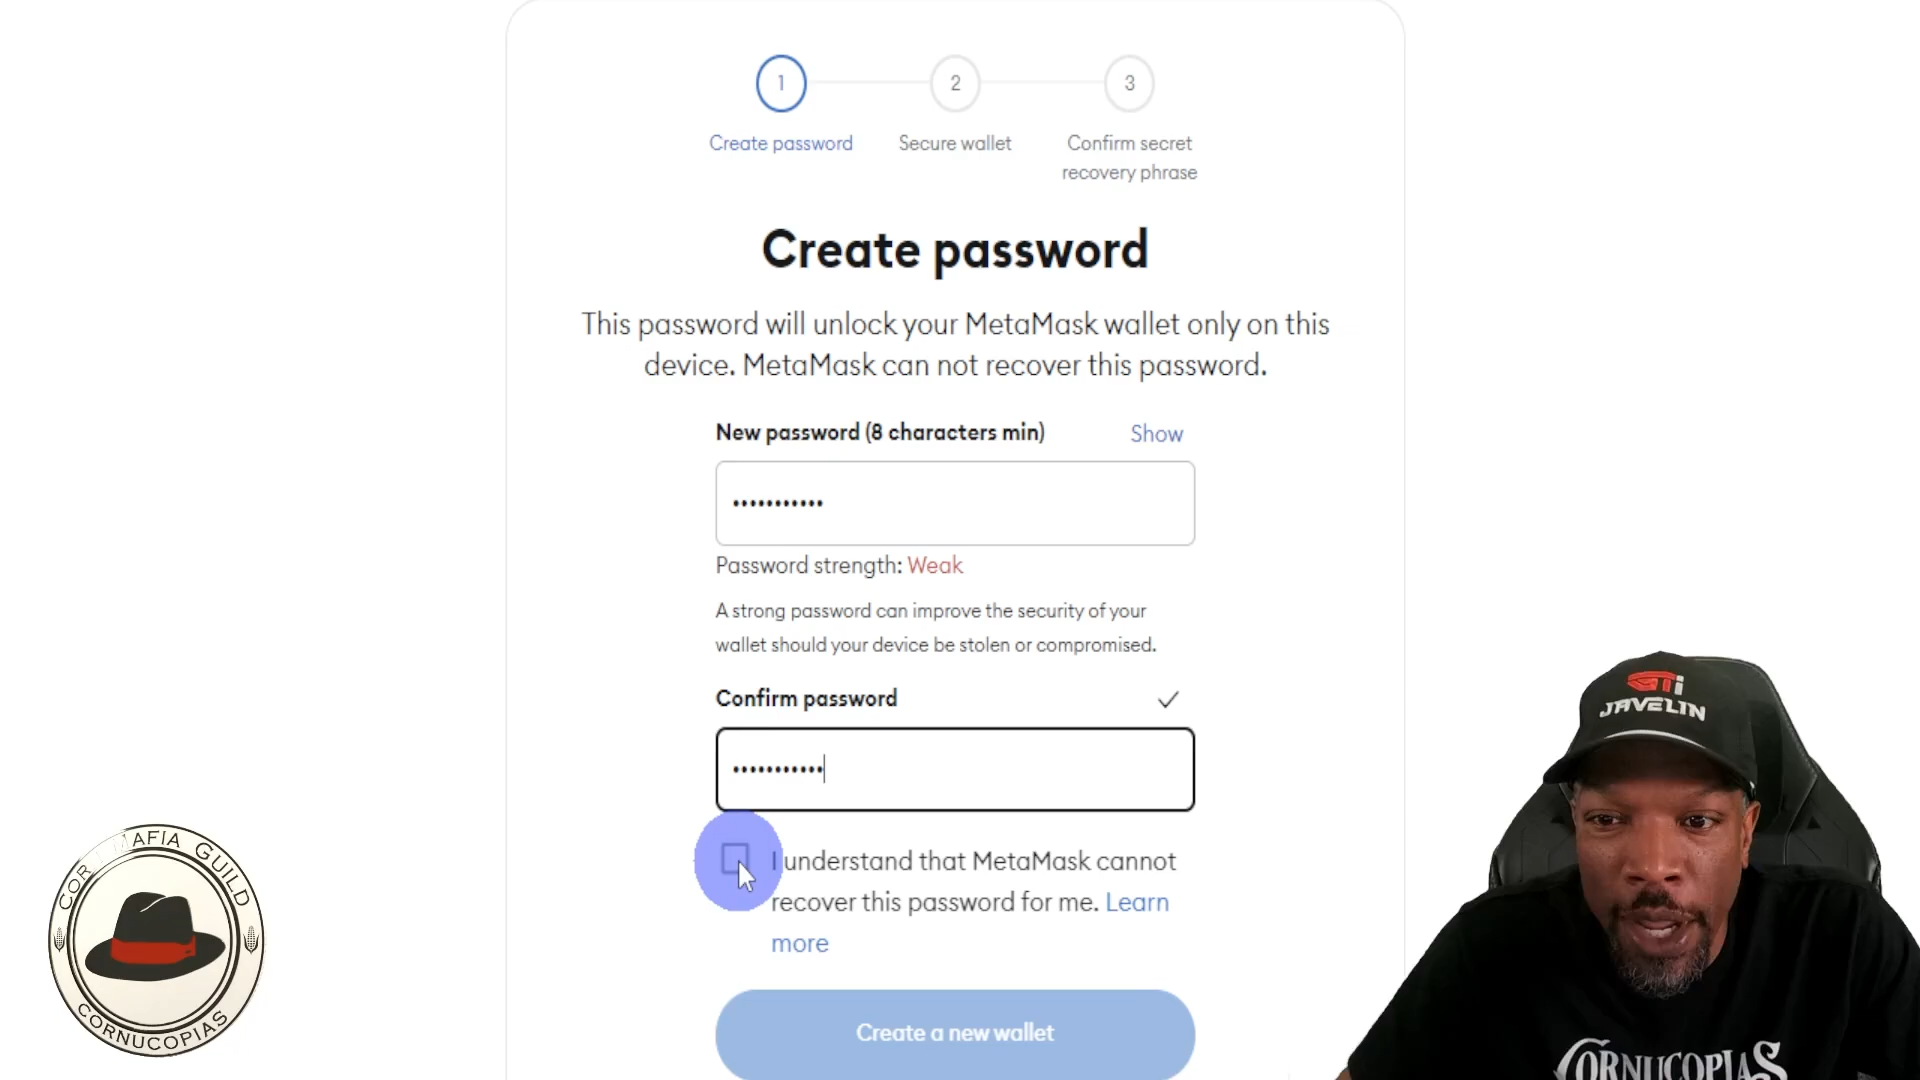 1
2
3
Create password
Secure wallet
Confirm secret
recovery phrase
Create password
This password will unlock your MetaMask wallet only on this
device. MetaMask can not recover this password.
New password (8 characters min)
Show
•••••••••••
Password strength: Weak
A strong password can improve the security of your
wallet should your device be stolen or compromised.
Confirm password
•••••••••••
I understand that MetaMask cannot
recover this password for me. Learn
more
Create a new wallet
MAFIA GUILD
CORNUCOPIAS
GTi
JAVELIN
CORNUCOPIAS